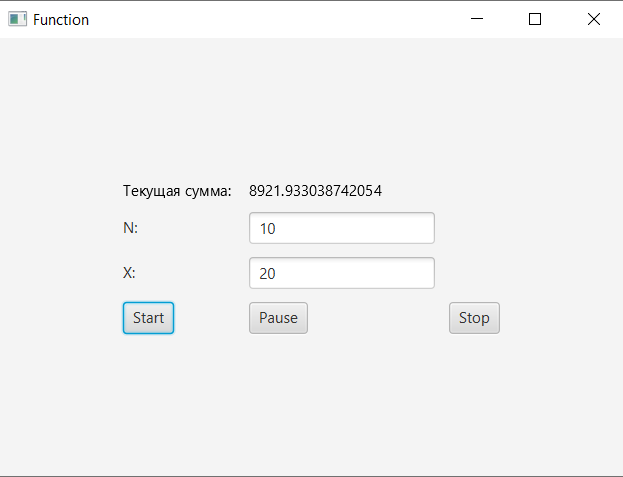 Function
Текущая сумма: 8921.933038742054
N: 10
X: 20
Start Pause Stop